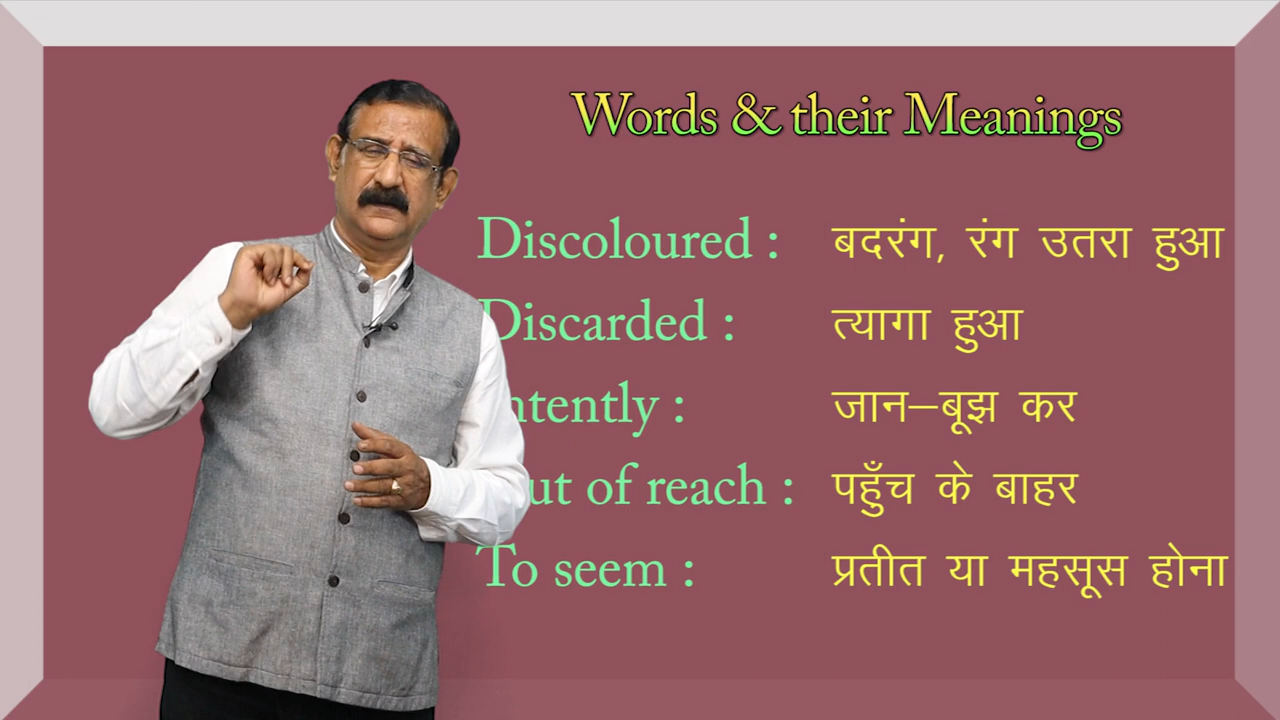 Words & their Meanings
Discoloured : बदरंग, रंग उतरा हुआ
Discarded : त्यागा हुआ
ntently : जान–बूझ कर
ut of reach : पहुँच के बाहर
To seem : प्रतीत या महसूस होना